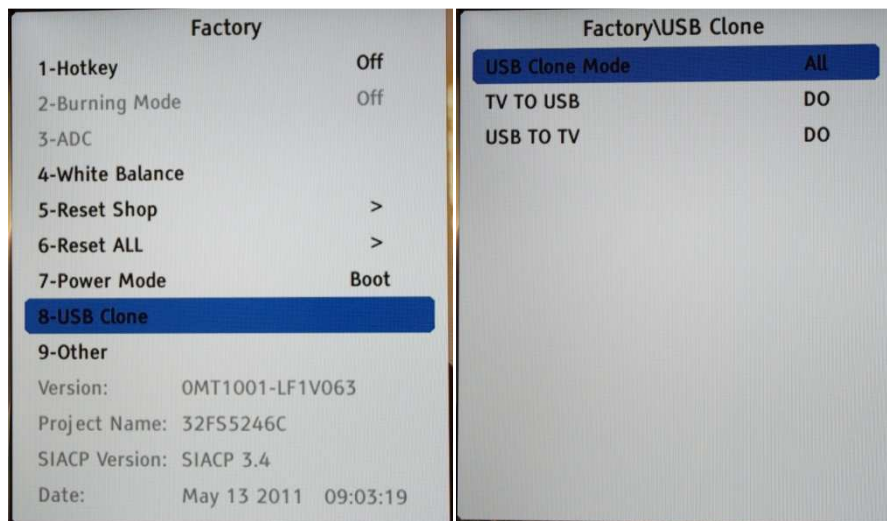 Factory
1-Hotkey Off
2-Burning Mode Off
3-ADC
4-White Balance
5-Reset Shop >
6-Reset ALL >
7-Power Mode Boot
8-USB Clone
9-Other
Version: 0MT1001-LF1V063
Project Name: 32FS5246C
SIACP Version: SIACP 3.4
Date: May 13 2011 09:03:19
Factory\USB Clone
USB Clone Mode All
TV TO USB DO
USB TO TV DO